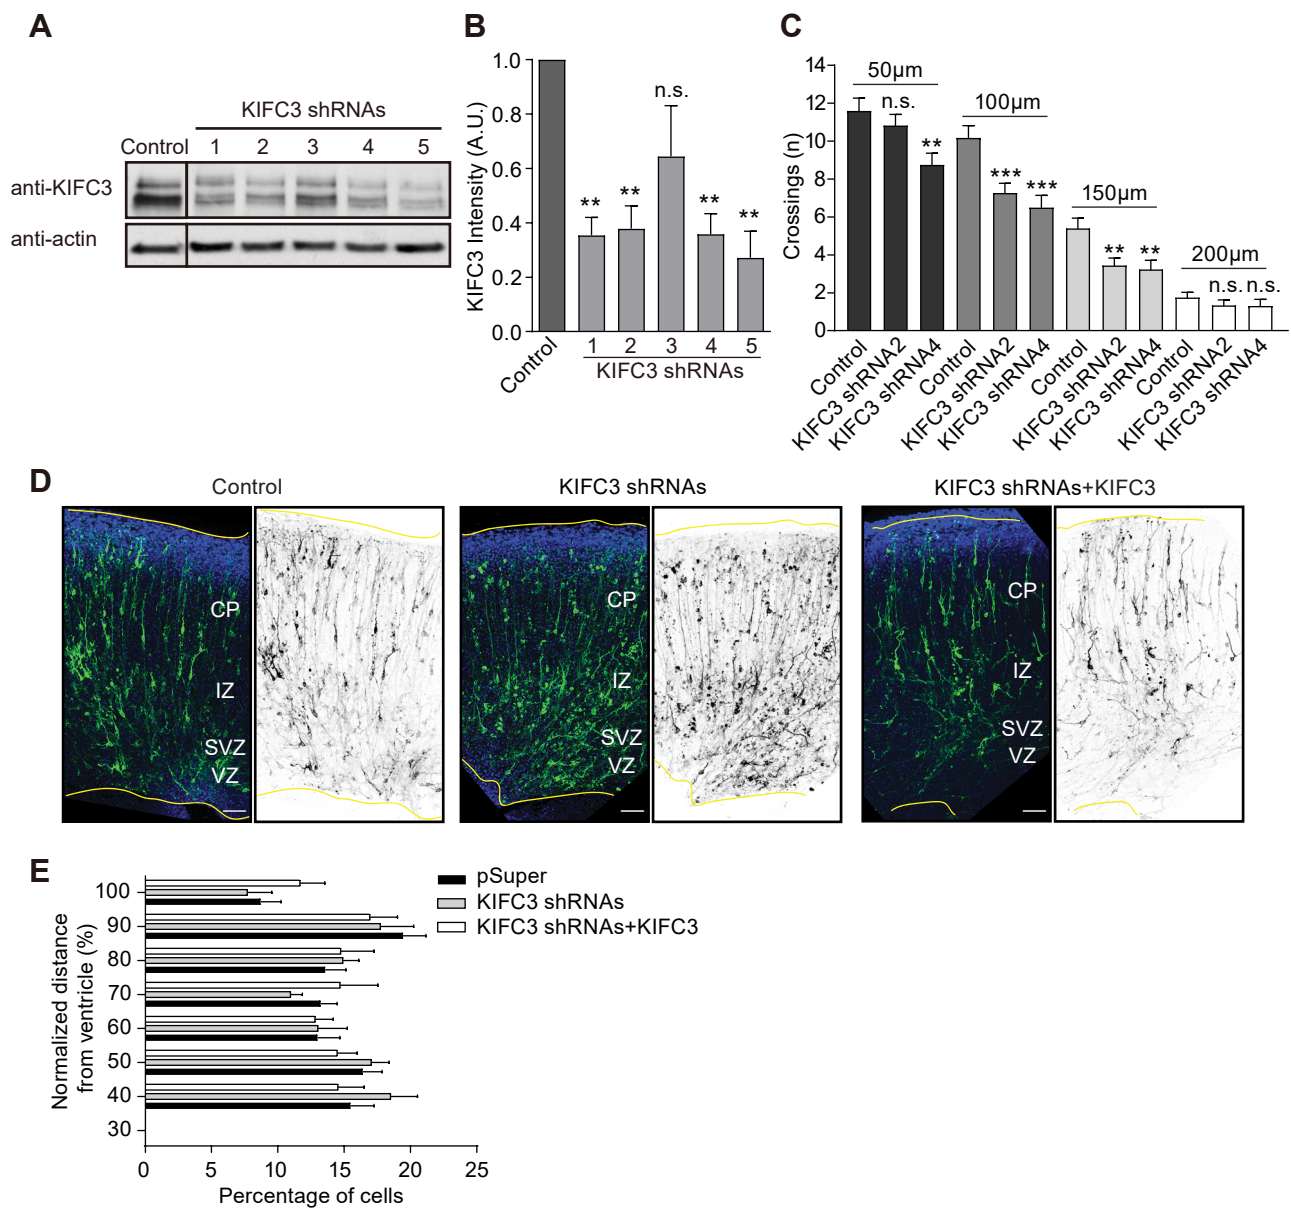 A
KIFC3 shRNAs
Control 1 2 3 4 5
anti-KIFC3
anti-actin
B
KIFC3 Intensity (A.U.)
1.0
0.8
0.6
0.4
0.2
0.0
**
**
n.s.
**
**
Control
1 2 3 4 5
KIFC3 shRNAs
C
Crossings (n)
14
12
10
8
6
4
2
0
50µm
n.s.
**
100µm
***
***
150µm
**
**
200µm
n.s.
n.s.
Control
KIFC3 shRNA2
KIFC3 shRNA4
Control
KIFC3 shRNA2
KIFC3 shRNA4
Control
KIFC3 shRNA2
KIFC3 shRNA4
Control
KIFC3 shRNA2
KIFC3 shRNA4
D
Control
CP
IZ
SVZ
VZ
KIFC3 shRNAs
CP
IZ
SVZ
VZ
KIFC3 shRNAs+KIFC3
CP
IZ
SVZ
VZ
E
Normalized distance
from ventricle (%)
100
90
80
70
60
50
40
30
0 5 10 15 20 25
Percentage of cells
pSuper
KIFC3 shRNAs
KIFC3 shRNAs+KIFC3